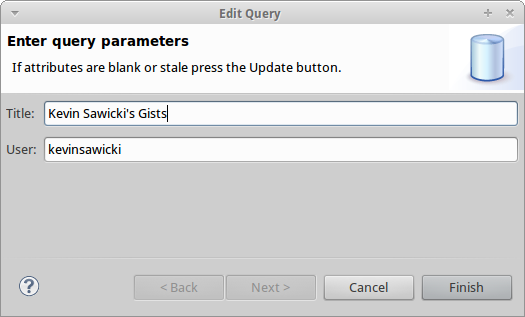 Edit Query
Enter query parameters
If attributes are blank or stale press the Update button.
Title: Kevin Sawicki's Gists
User: kevinsawicki
? < Back Next > Cancel Finish